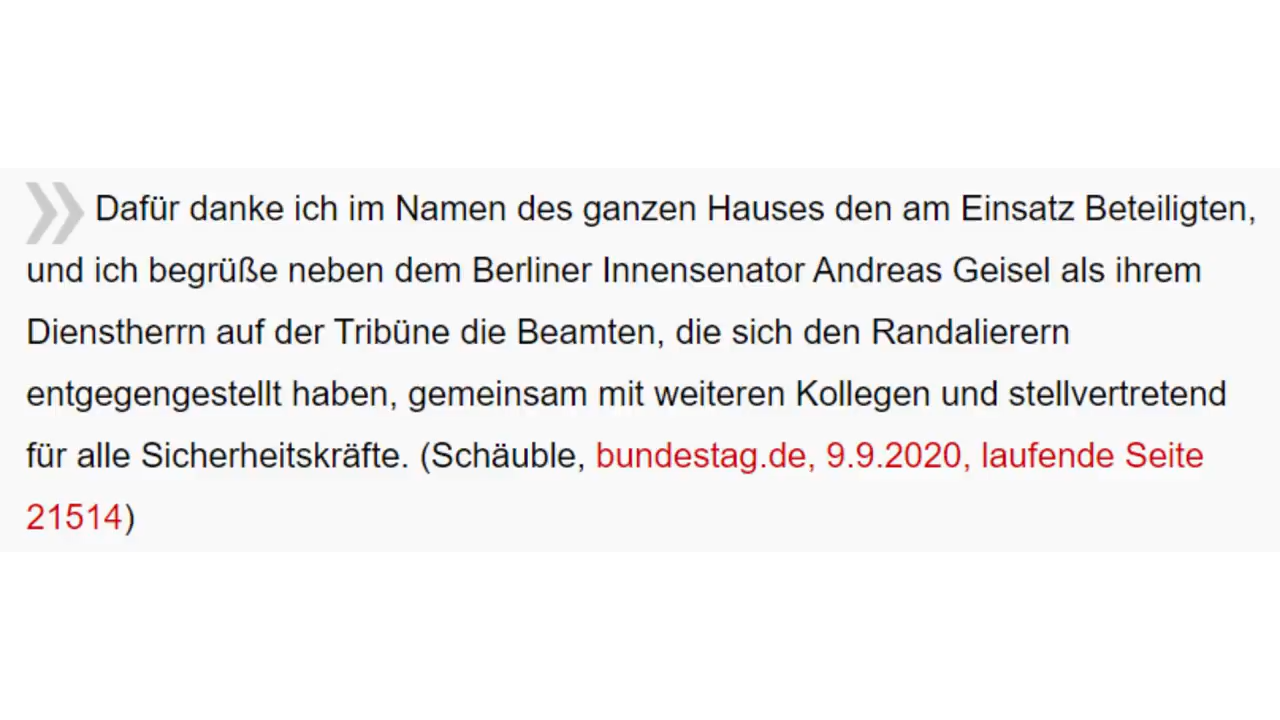 Dafür danke ich im Namen des ganzen Hauses den am Einsatz Beteiligten,
und ich begrüße neben dem Berliner Innensenator Andreas Geisel als ihrem
Dienstherrn auf der Tribüne die Beamten, die sich den Randalierern
entgegengestellt haben, gemeinsam mit weiteren Kollegen und stellvertretend
für alle Sicherheitskräfte. (Schäuble, bundestag.de, 9.9.2020, laufende Seite
21514)